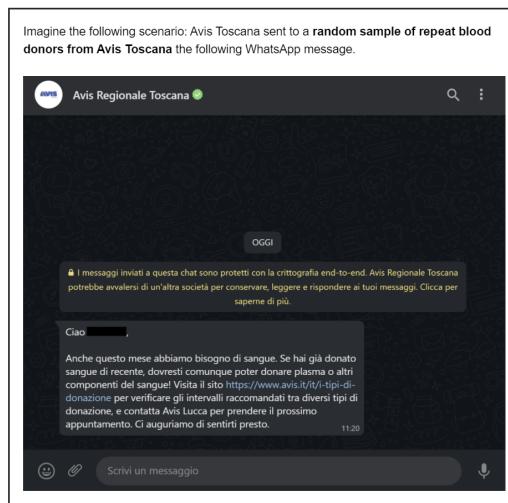 Imagine the following scenario: Avis Toscana sent to a random sample of repeat blood
donors from Avis Toscana the following WhatsApp message.
AVIS
Avis Regionale Toscana
OGGI
I messaggi inviati a questa chat sono protetti con la crittografia end-to-end. Avis Regionale Toscana
potrebbe avvalersi di un'altra società per conservare, leggere e rispondere ai tuoi messaggi. Clicca per
saperne di più.
Ciao ,
Anche questo mese abbiamo bisogno di sangue. Se hai già donato
sangue di recente, dovresti comunque poter donare plasma o altri
componenti del sangue! Visita il sito https://www.avis.it/it/i-tipi-di-
donazione per verificare gli intervalli raccomandati tra diversi tipi di
donazione, e contatta Avis Lucca per prendere il prossimo
appuntamento. Ci auguriamo di sentirti presto.
11:20
Scrivi un messaggio